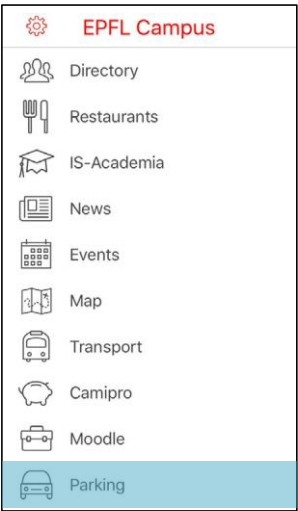 EPFL Campus
Directory
Restaurants
IS-Academia
News
Events
Map
Transport
Camipro
Moodle
Parking